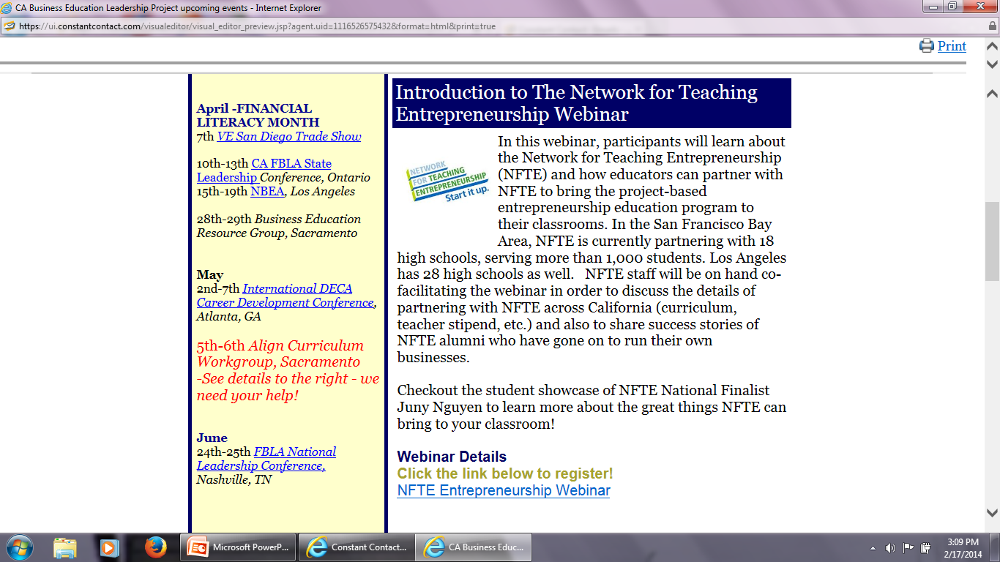 CA Business Education Leadership Project upcoming events - Internet Explorer
https://ui.constantcontact.com/visualeditor/visual_editor_preview.jsp?agent.uid=1116526575432&format=html&print=true
Print
April -FINANCIAL
LITERACY MONTH
7th VE San Diego Trade Show
10th-13th CA FBLA State
Leadership Conference, Ontario
15th-19th NBEA, Los Angeles
28th-29th Business Education
Resource Group, Sacramento
May
2nd-7th International DECA
Career Development Conference,
Atlanta, GA
5th-6th Align Curriculum
Workgroup, Sacramento
-See details to the right - we
need your help!
June
24th-25th FBLA National
Leadership Conference,
Nashville, TN
Introduction to The Network for Teaching
Entrepreneurship Webinar
NETWORK
FOR TEACHING
ENTREPRENEURSHIP
Start it up.
In this webinar, participants will learn about
the Network for Teaching Entrepreneurship
(NFTE) and how educators can partner with
NFTE to bring the project-based
entrepreneurship education program to
their classrooms. In the San Francisco Bay
Area, NFTE is currently partnering with 18
high schools, serving more than 1,000 students. Los Angeles
has 28 high schools as well. NFTE staff will be on hand co-
facilitating the webinar in order to discuss the details of
partnering with NFTE across California (curriculum,
teacher stipend, etc.) and also to share success stories of
NFTE alumni who have gone on to run their own
businesses.
Checkout the student showcase of NFTE National Finalist
Juny Nguyen to learn more about the great things NFTE can
bring to your classroom!
Webinar Details
Click the link below to register!
NFTE Entrepreneurship Webinar
Microsoft PowerP...
Constant Contact...
CA Business Educ...
3:09 PM
2/17/2014